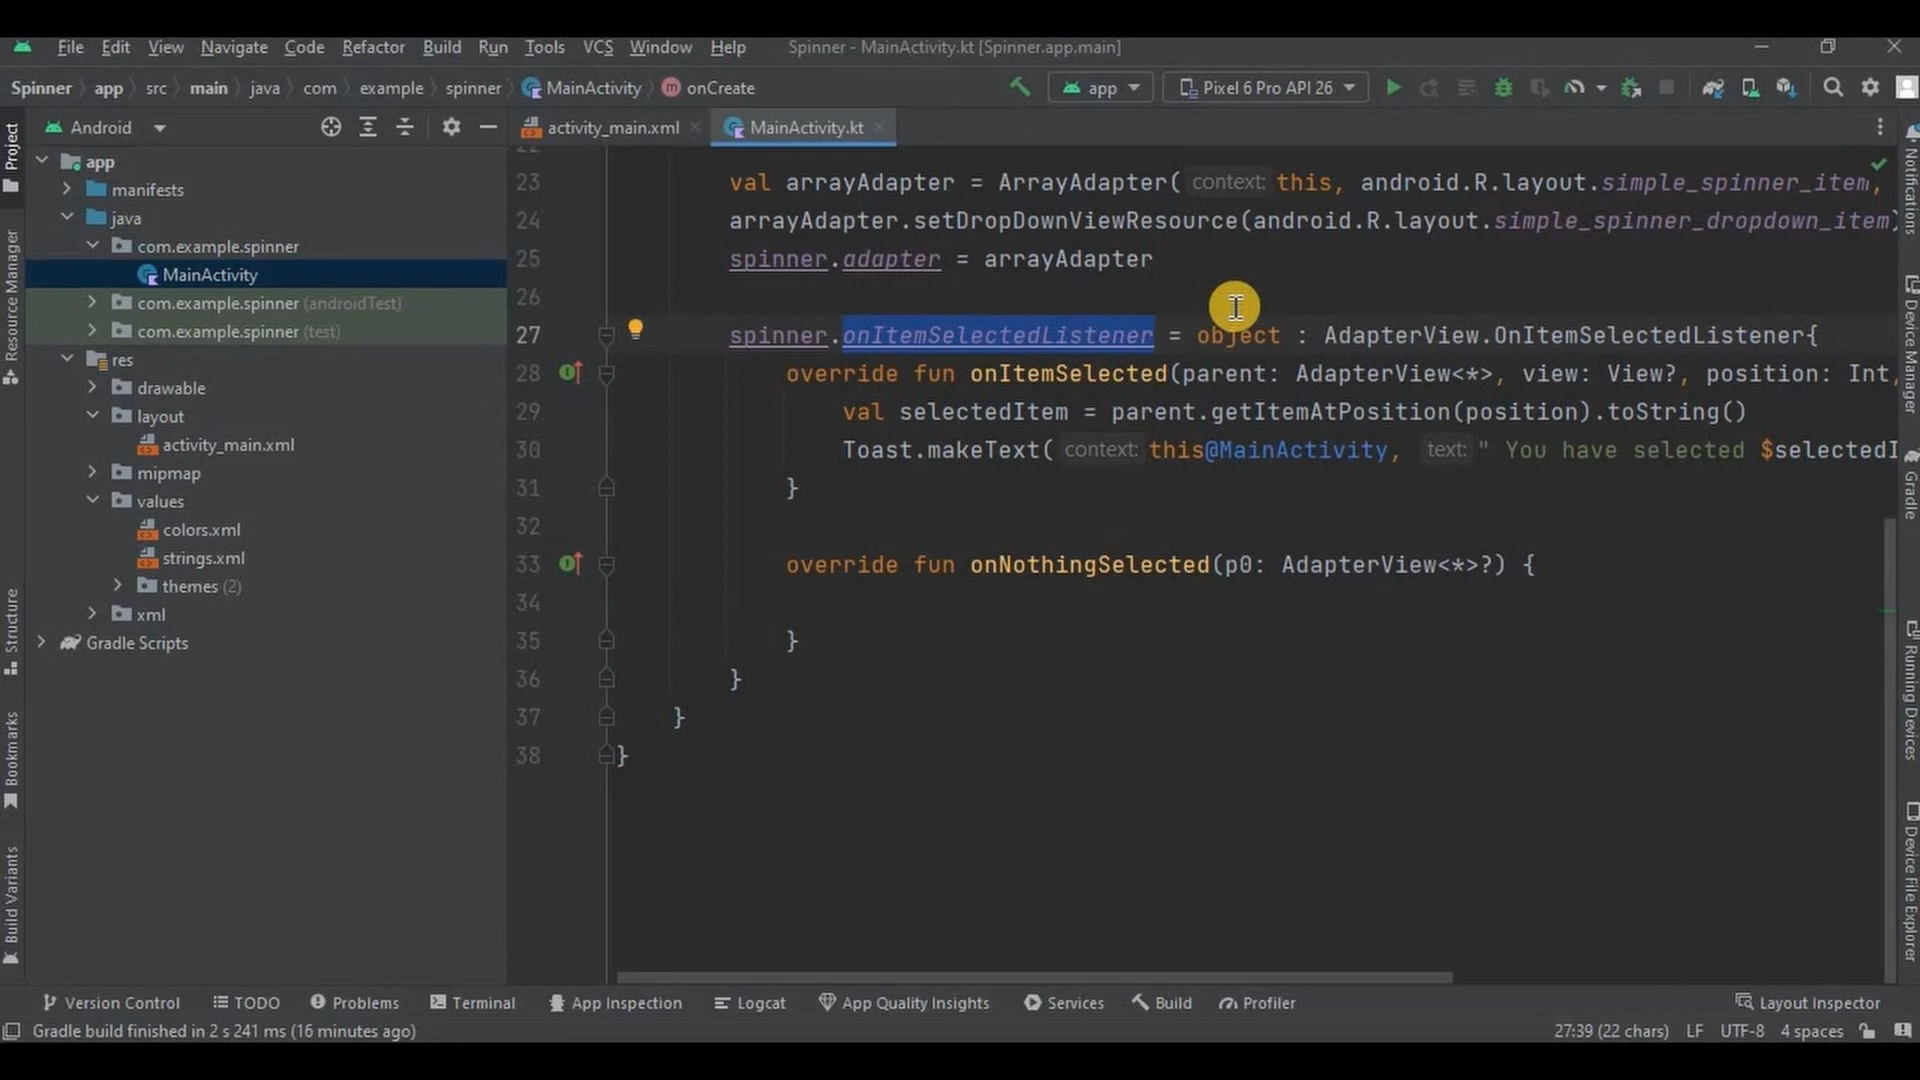 File Edit View Navigate Code Refactor Build Run Tools VCS Window Help Spinner - MainActivity.kt [Spinner.app.main]
Spinner app src main java com example spinner MainActivity onCreate app Pixel 6 Pro API 26
Project
Resource Manager
Structure
Bookmarks
Build Variants
Android
app
manifests
java
com.example.spinner
MainActivity
com.example.spinner (androidTest)
com.example.spinner (test)
res
drawable
layout
activity_main.xml
mipmap
values
colors.xml
strings.xml
themes (2)
xml
Gradle Scripts
activity_main.xml MainActivity.kt
22
23 val arrayAdapter = ArrayAdapter( context: this, android.R.layout.simple_spinner_item,
24 arrayAdapter.setDropDownViewResource(android.R.layout.simple_spinner_dropdown_item)
25 spinner.adapter = arrayAdapter
26
27 spinner.onItemSelectedListener = object : AdapterView.OnItemSelectedListener{
28 override fun onItemSelected(parent: AdapterView<*>, view: View?, position: Int,
29 val selectedItem = parent.getItemAtPosition(position).toString()
30 Toast.makeText( context: this@MainActivity, text: " You have selected $selectedI
31 }
32
33 override fun onNothingSelected(p0: AdapterView<*>?) {
34
35 }
36 }
37 }
38 }
Notifications
Device Manager
Gradle
Running Devices
Device File Explorer
Version Control TODO Problems Terminal App Inspection Logcat App Quality Insights Services Build Profiler Layout Inspector
Gradle build finished in 2 s 241 ms (16 minutes ago) 27:39 (22 chars) LF UTF-8 4 spaces